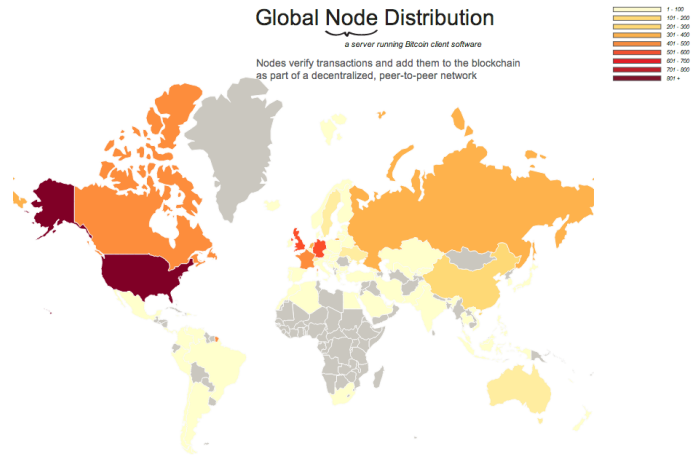 Global Node Distribution
a server running Bitcoin client software
Nodes verify transactions and add them to the blockchain
as part of a decentralized, peer-to-peer network
1 - 100
101 - 200
201 - 300
301 - 400
401 - 500
501 - 600
601 - 700
701 - 800
801 +